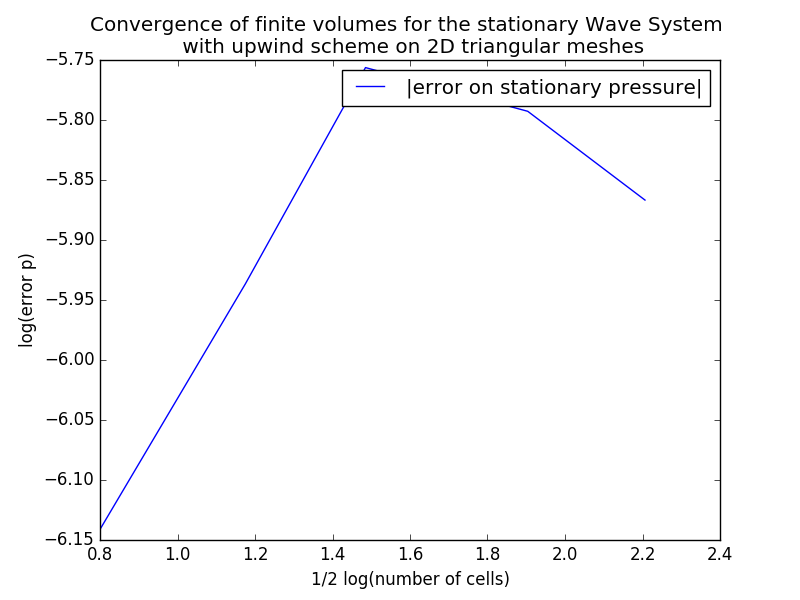 Convergence of finite volumes for the stationary Wave System
with upwind scheme on 2D triangular meshes
|error on stationary pressure|
log(error p)
−5.75
−5.80
−5.85
−5.90
−5.95
−6.00
−6.05
−6.10
−6.15
0.8 1.0 1.2 1.4 1.6 1.8 2.0 2.2 2.4
1/2 log(number of cells)